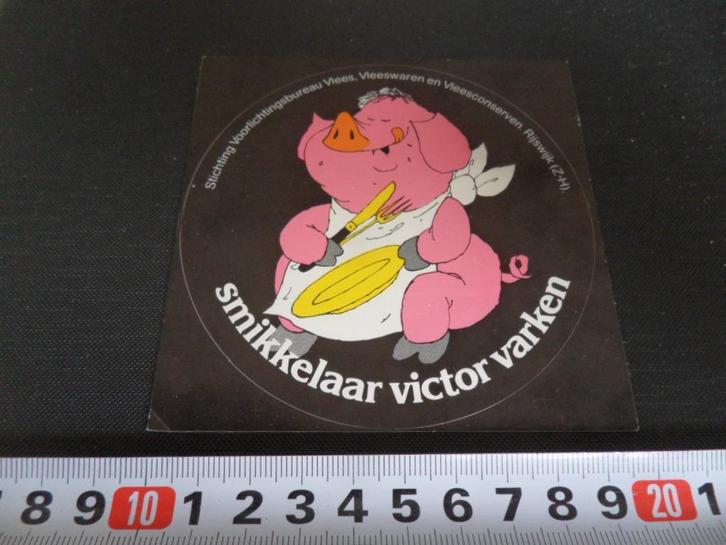 Stichting Voorlichtingsbureau Vlees, Vleeswaren en Vleesconserven Rijswijk (Z-H).
smikkelaar victor varken
8 9 10 1 2 3 4 5 6 7 8 9 20 1